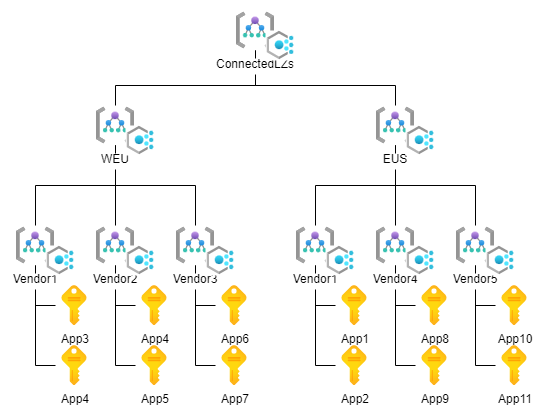 ConnectedLZs
WEU
EUS
Vendor1
Vendor2
Vendor3
Vendor1
Vendor4
Vendor5
App3
App4
App6
App1
App8
App10
App4
App5
App7
App2
App9
App11